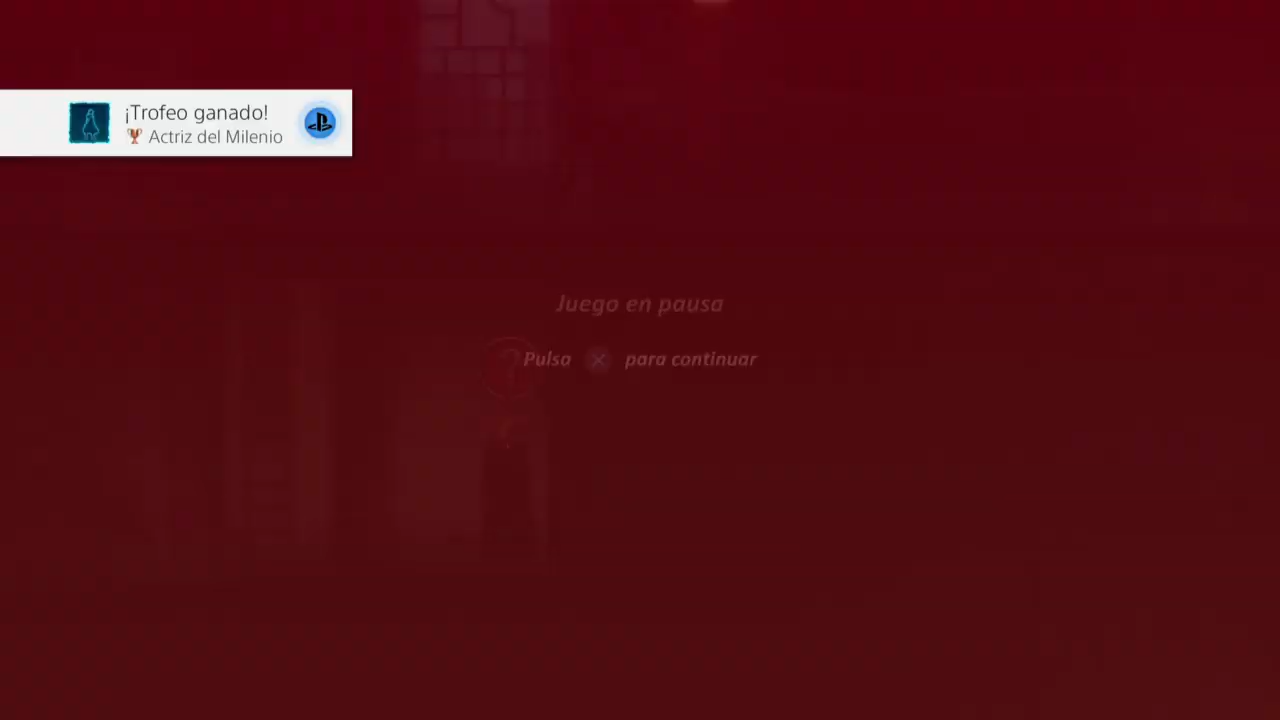 ¡Trofeo ganado!
Actriz del Milenio
Juego en pausa
Pulsa para continuar